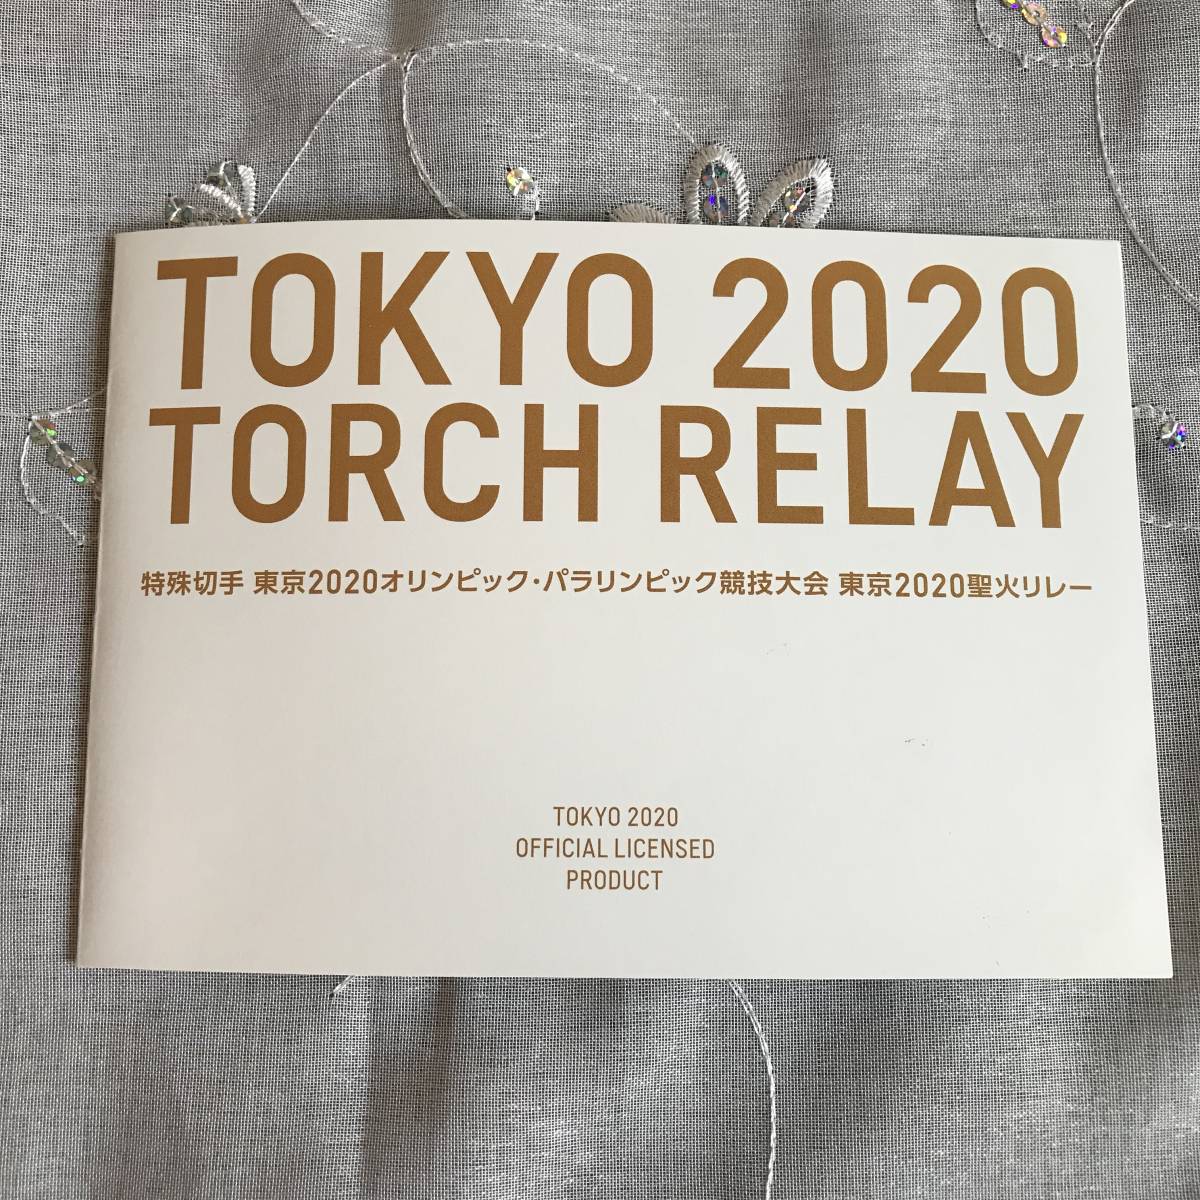 TOKYO 2020
TORCH RELAY
特殊切手 東京2020オリンピック・パラリンピック競技大会 東京2020聖火リレー
TOKYO 2020
OFFICIAL LICENSED
PRODUCT